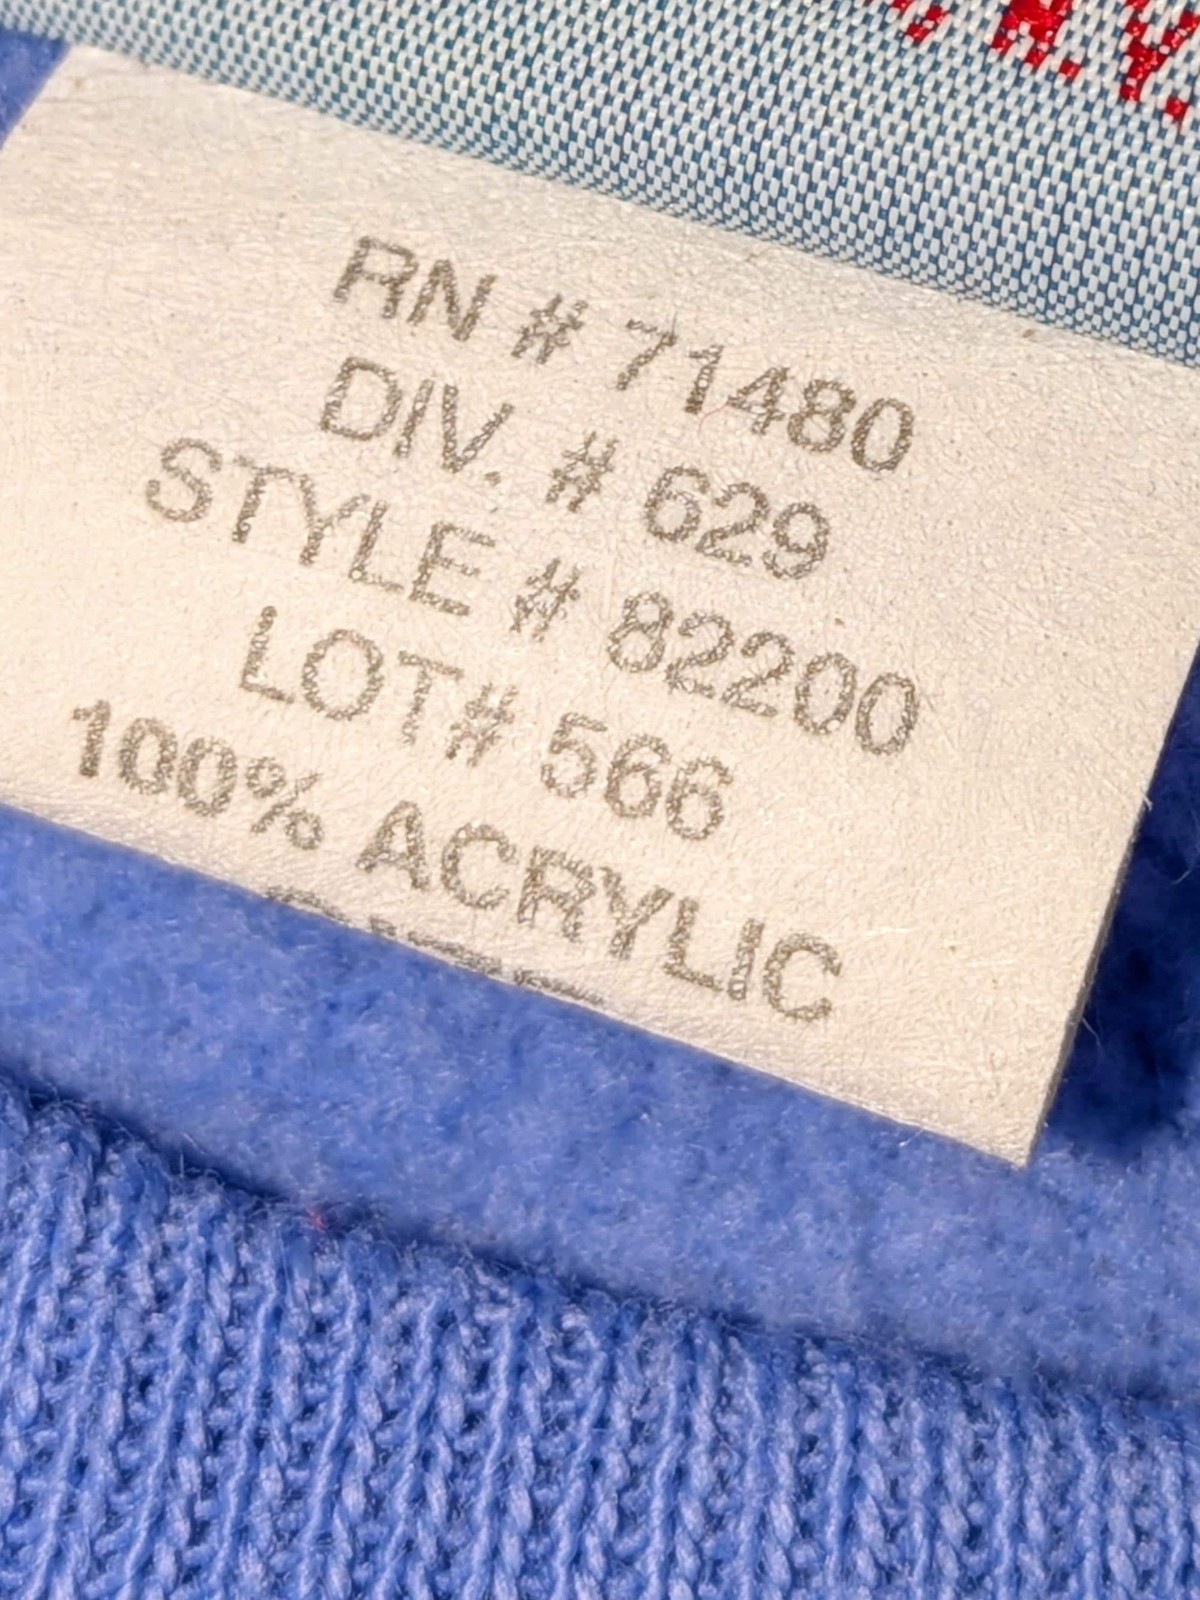 RN # 71480
DIV. # 629
STYLE # 82200
LOT# 566
100% ACRYLIC